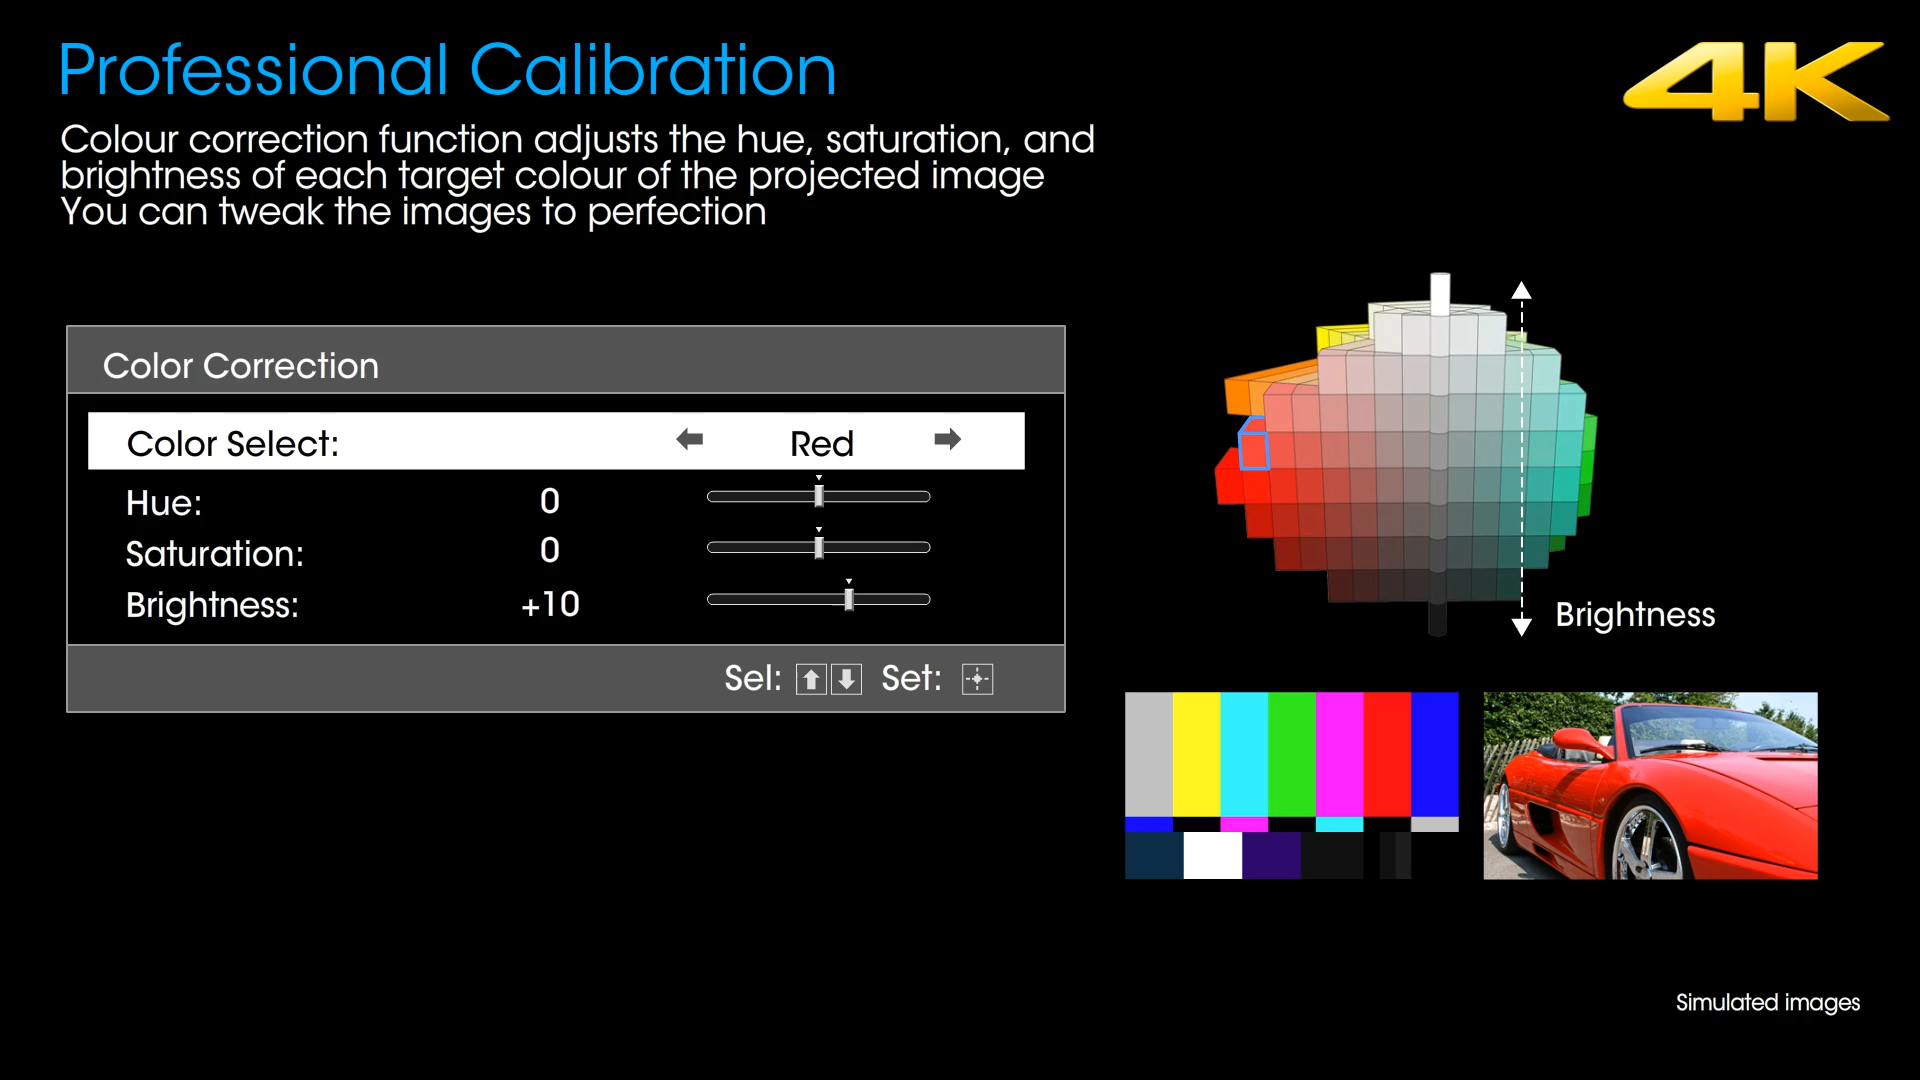 Professional Calibration
4K
Colour correction function adjusts the hue, saturation, and
brightness of each target colour of the projected image
You can tweak the images to perfection
Color Correction
Color Select: Red
Hue: 0
Saturation: 0
Brightness: +10
Sel: Set:
Brightness
Simulated images